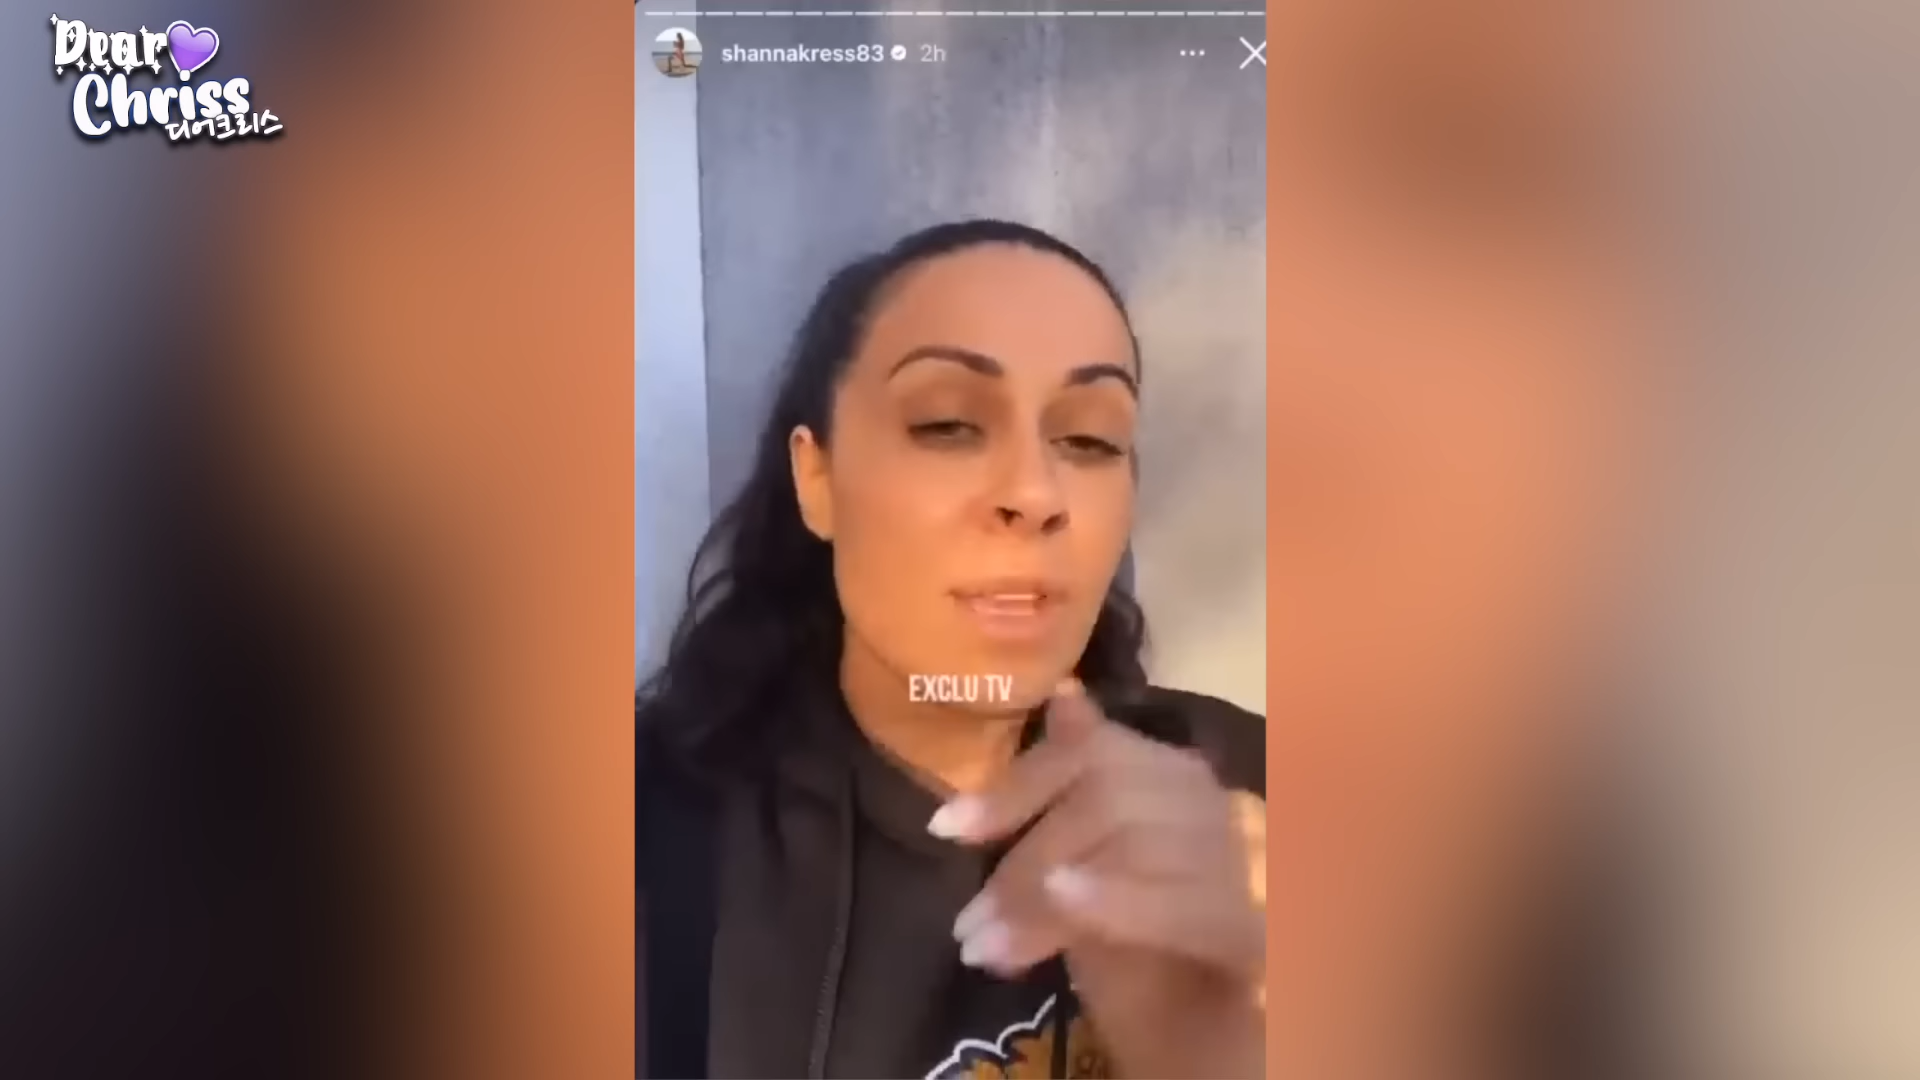 Dear
Chriss
디어크리스
shannakress83 2h
EXCLU TV